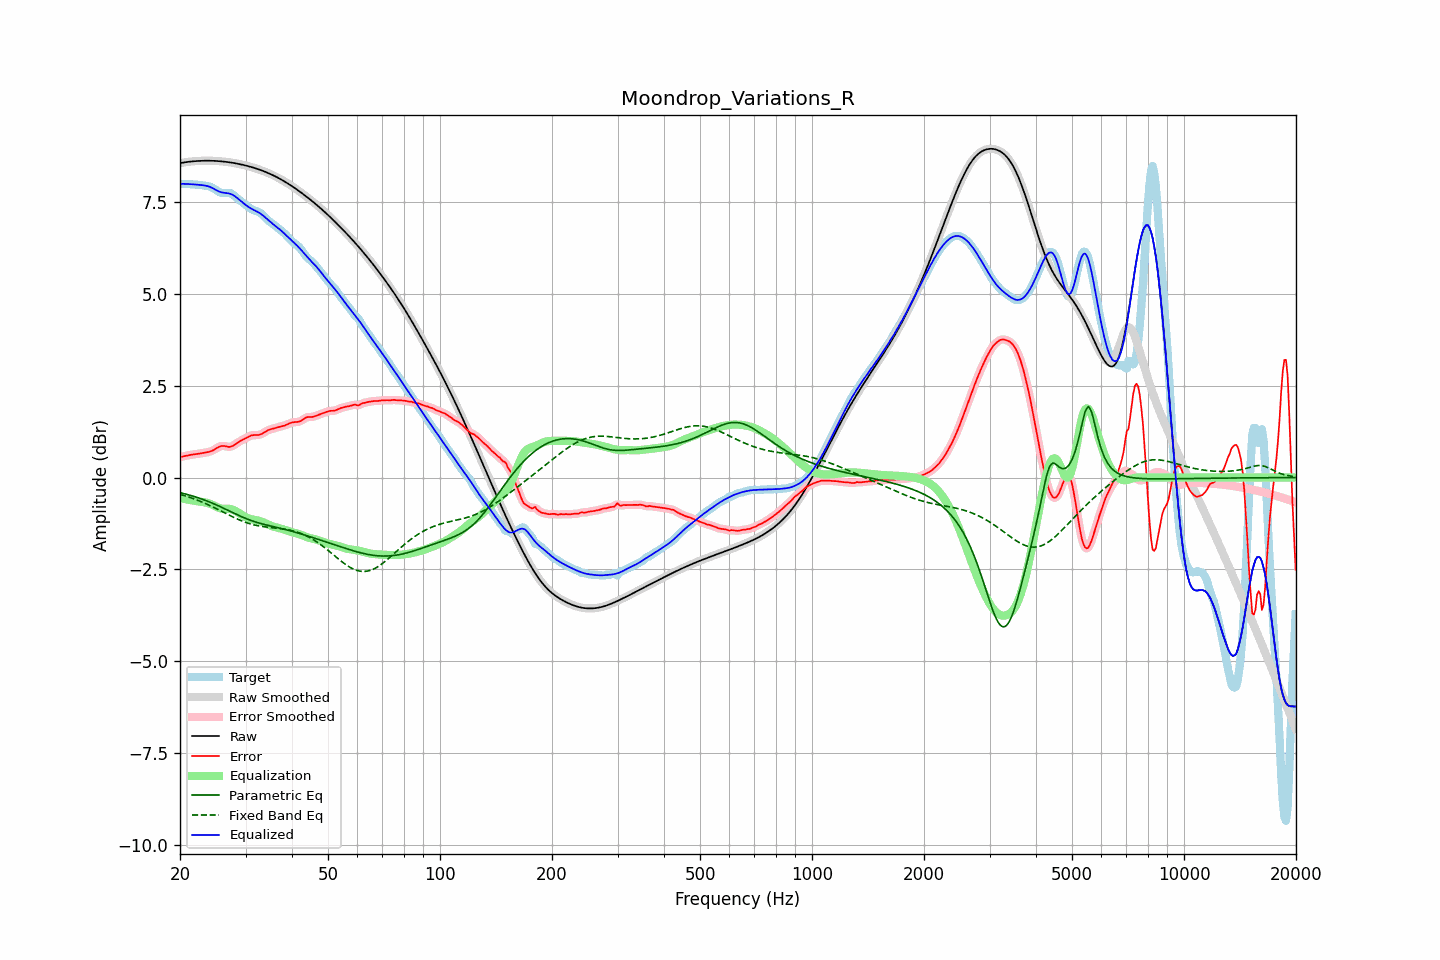 Moondrop_Variations_R
Amplitude (dBr)
7.5
5.0
2.5
0.0
−2.5
−5.0
−7.5
−10.0
Target
Raw Smoothed
Error Smoothed
Raw
Error
Equalization
Parametric Eq
Fixed Band Eq
Equalized
20
50
100
200
500
1000
2000
5000
10000
20000
Frequency (Hz)